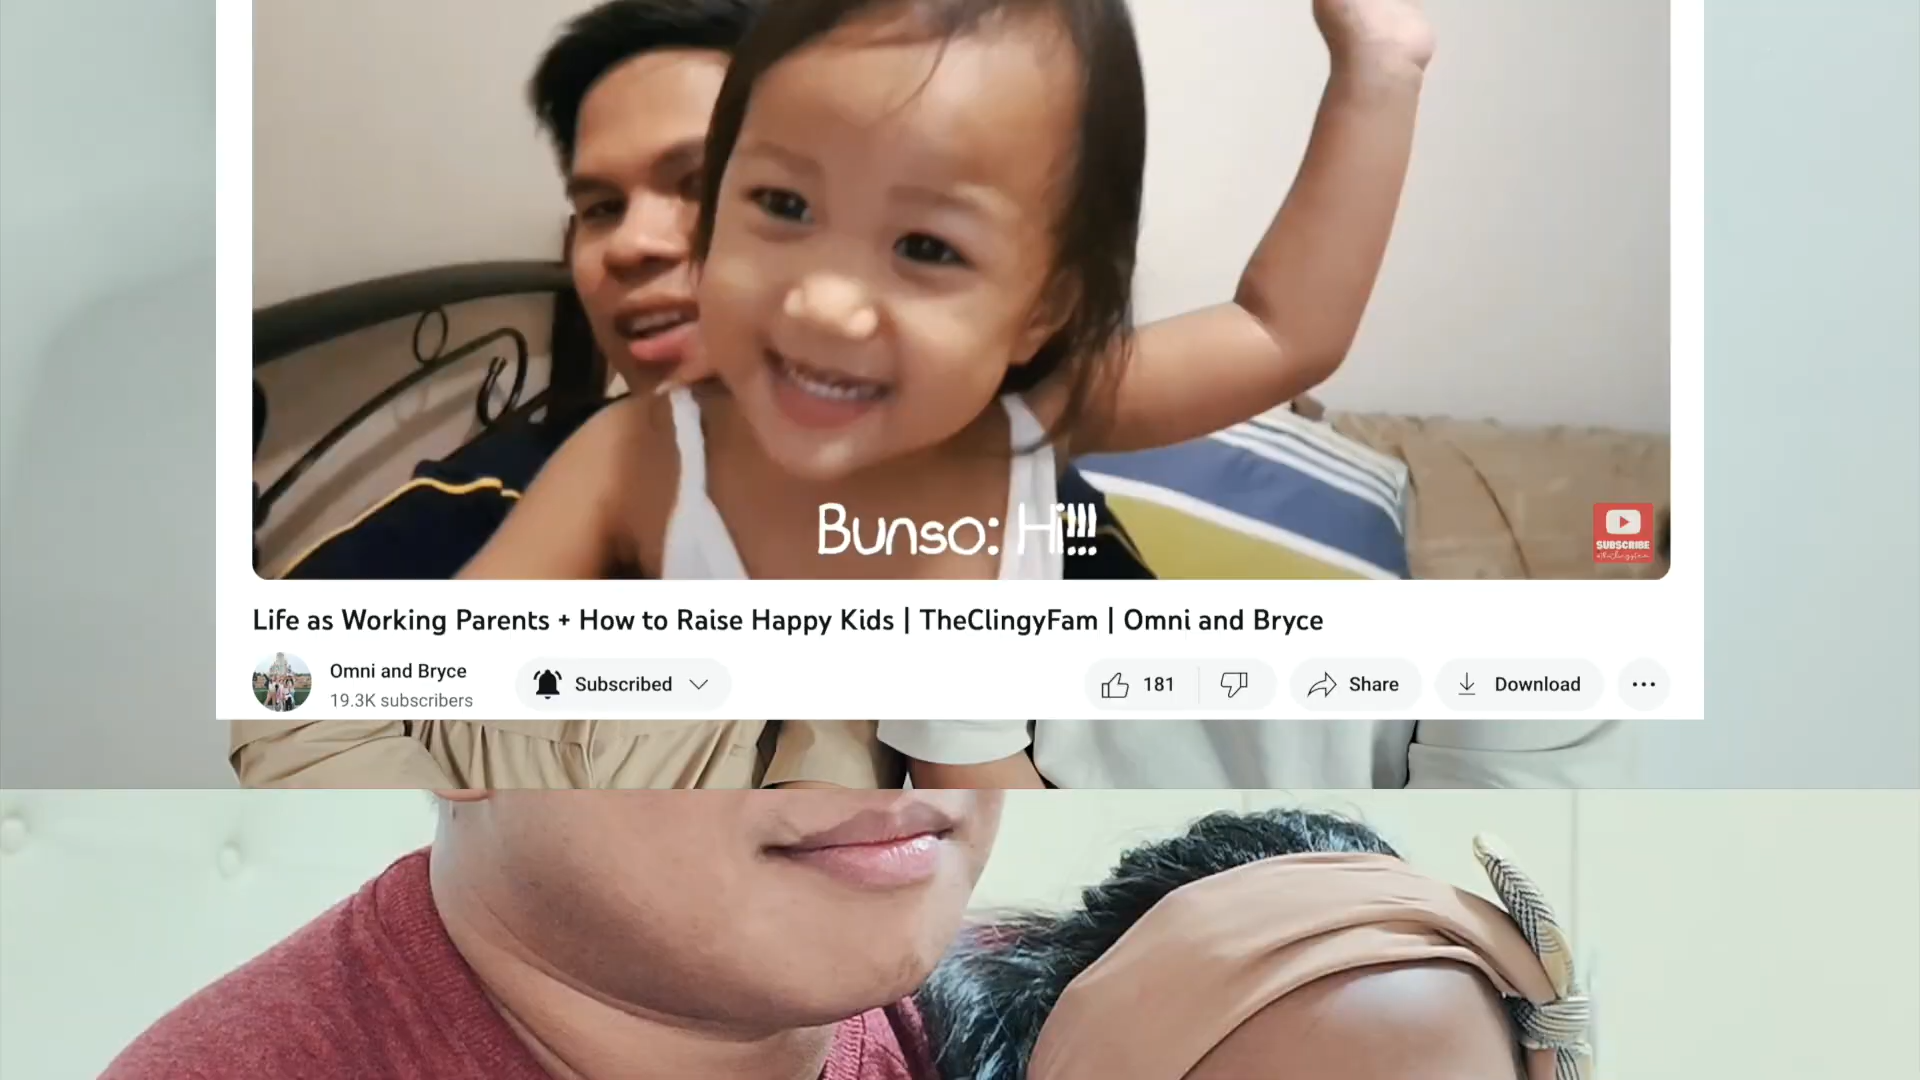 Bunso: Hi!!!
SUBSCRIBE
Life as Working Parents + How to Raise Happy Kids | TheClingyFam | Omni and Bryce
Omni and Bryce
19.3K subscribers
Subscribed
181
Share
Download